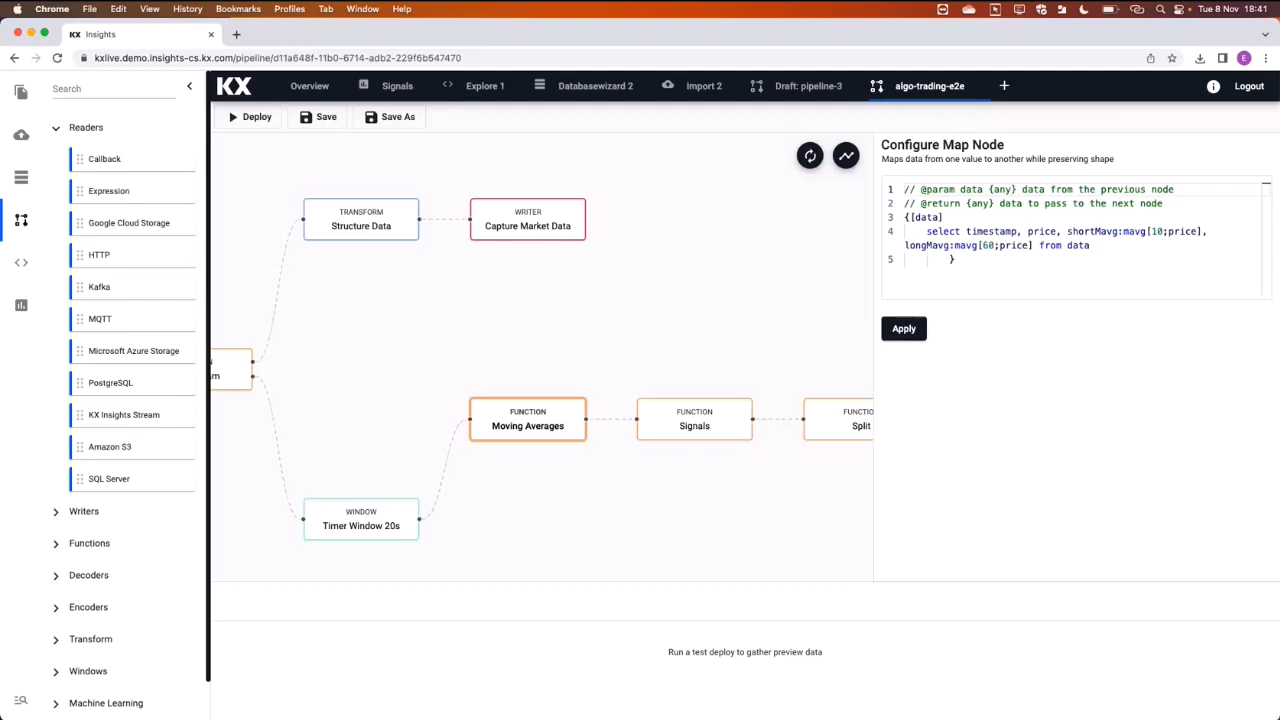 Chrome File Edit View History Bookmarks Profiles Tab Window Help
Tue 8 Nov 18:41
KX Insights
kxlive.demo.insights-cs.kx.com/pipeline/d11a648f-11b0-6714-adb2-229f6b547470
E
Search
KX Overview Signals Explore 1 Databasewizard 2 Import 2 Draft: pipeline-3 algo-trading-e2e Logout
Deploy Save Save As
Readers
Callback
Expression
Google Cloud Storage
HTTP
Kafka
MQTT
Microsoft Azure Storage
PostgreSQL
KX Insights Stream
Amazon S3
SQL Server
Writers
Functions
Decoders
Encoders
Transform
Windows
Machine Learning
TRANSFORM
Structure Data
WRITER
Capture Market Data
FUNCTION
Moving Averages
FUNCTION
Signals
FUNCTIO
Split
WINDOW
Timer Window 20s
Configure Map Node
Maps data from one value to another while preserving shape
1 // @param data {any} data from the previous node
2 // @return {any} data to pass to the next node
3 {[data]
4 select timestamp, price, shortMavg:mavg[10;price],
longMavg:mavg[60;price] from data
5 }
Apply
Run a test deploy to gather preview data